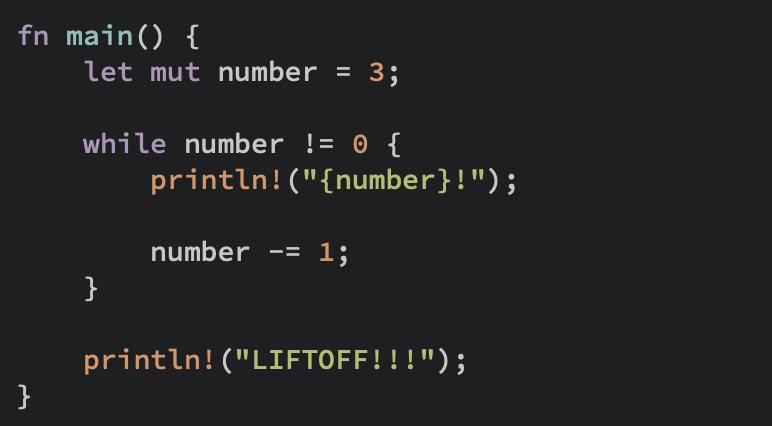 fn main() {
    let mut number = 3;

    while number != 0 {
        println!("{number}!");

        number -= 1;
    }

    println!("LIFTOFF!!!");
}